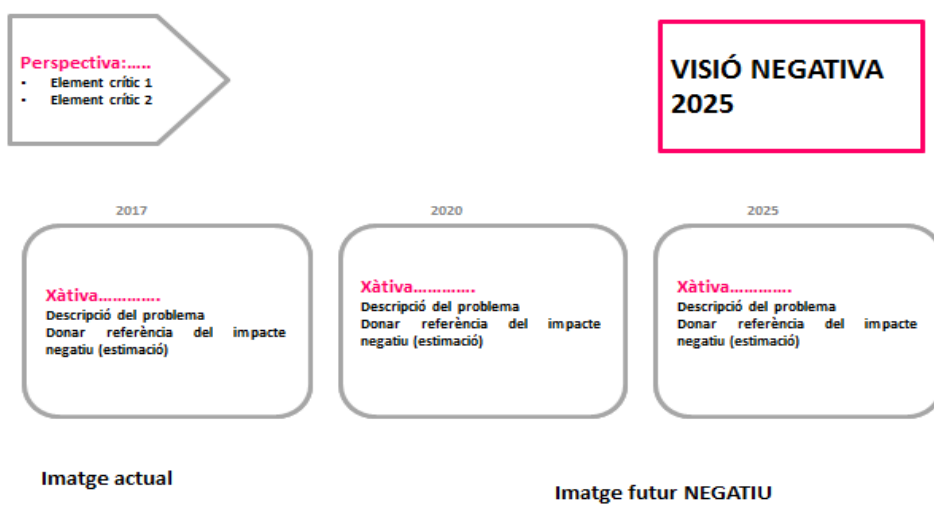 Perspectiva:.....
• Element crític 1
• Element crític 2
VISIÓ NEGATIVA
2025
2017
Xàtiva.............
Descripció del problema
Donar referència del impacte
negatiu (estimació)
2020
Xàtiva.............
Descripció del problema
Donar referència del impacte
negatiu (estimació)
2025
Xàtiva.............
Descripció del problema
Donar referència del impacte
negatiu (estimació)
Imatge actual
Imatge futur NEGATIU